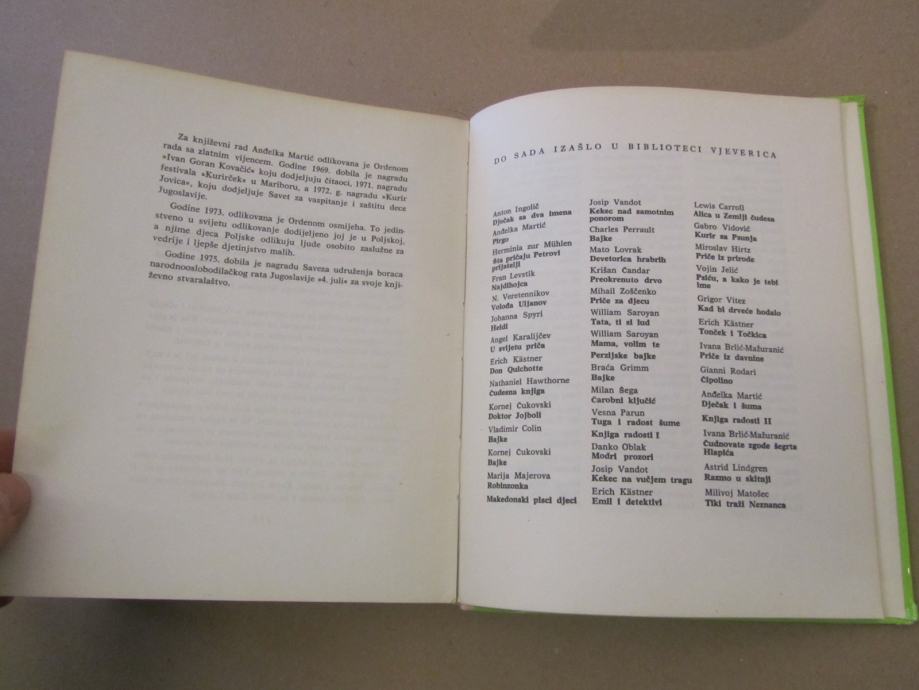 Za književni rad Anđelka Martić odlikovana je Ordenom
rada sa zlatnim vijencem. Godine 1969. dobila je nagradu
»Ivan Goran Kovačić« koju dodjeljuju čitaoci, 1971. nagradu
festivala »Kurirček« u Mariboru, a 1972. g. nagradu »Kurir
Jovica«, koju dodjeljuje Savet za vaspitanje i zaštitu dece
Jugoslavije.
Godine 1973. odlikovana je Ordenom osmijeha. To jedin-
stveno u svijetu odlikovanje dodijeljeno joj je u Poljskoj,
a njime djeca Poljske odlikuju ljude osobito zaslužne za
vedrije i ljepše djetinjstvo malih.
Godine 1975. dobila je nagradu Saveza udruženja boraca
narodnooslobodilačkog rata Jugoslavije »4. juli« za svoje knji-
ževno stvaralaštvo.
DO SADA IZAŠLO U BIBLIOTECI VJEVERICA
Anton Ingolič
Dječak sa dva imena
Anđelka Martić
Pirgo
Herminia zur Mühlen
Šta pričaju Petrovi
prijatelji
Fran Levstik
Najdihojca
N. Veretennikov
Volođa Uljanov
Johanna Spyri
Heidi
Angel Karalijčev
U svijetu priča
Erich Kästner
Don Quichotte
Nathaniel Hawthorne
Čudesna knjiga
Kornej Čukovski
Doktor Jojboli
Vladimir Colin
Bajke
Kornej Čukovski
Bajke
Marija Majerova
Robinzonka
Makedonski pisci djeci
Josip Vandot
Kekec nad samotnim
ponorom
Charles Perrault
Bajke
Mato Lovrak
Devetorica hrabrih
Krišan Čandar
Preokrenuto drvo
Mihail Zoščenko
Priče za djecu
William Saroyan
Tata, ti si lud
William Saroyan
Mama, volim te
Perzijske bajke
Braća Grimm
Bajke
Milan Šega
Čarobni ključić
Vesna Parun
Tuga i radost šume
Knjiga radosti I
Danko Oblak
Modri prozori
Josip Vandot
Kekec na vučjem tragu
Erich Kästner
Emil i detektivi
Lewis Carroll
Alica u Zemlji čudesa
Gabro Vidović
Kurir sa Psunja
Miroslav Hirtz
Priče iz prirode
Vojin Jelić
Psiću, a kako je tebi
ime
Grigor Vitez
Kad bi drveće hodalo
Erich Kästner
Tonček i Točkica
Ivana Brlić-Mažuranić
Priče iz davnine
Gianni Rodari
Čipolino
Anđelka Martić
Dječak i šuma
Knjiga radosti II
Ivana Brlić-Mažuranić
Čudnovate zgode šegrta
Hlapića
Astrid Lindgren
Razmo u skitnji
Milivoj Matošec
Tiki traži Neznanca